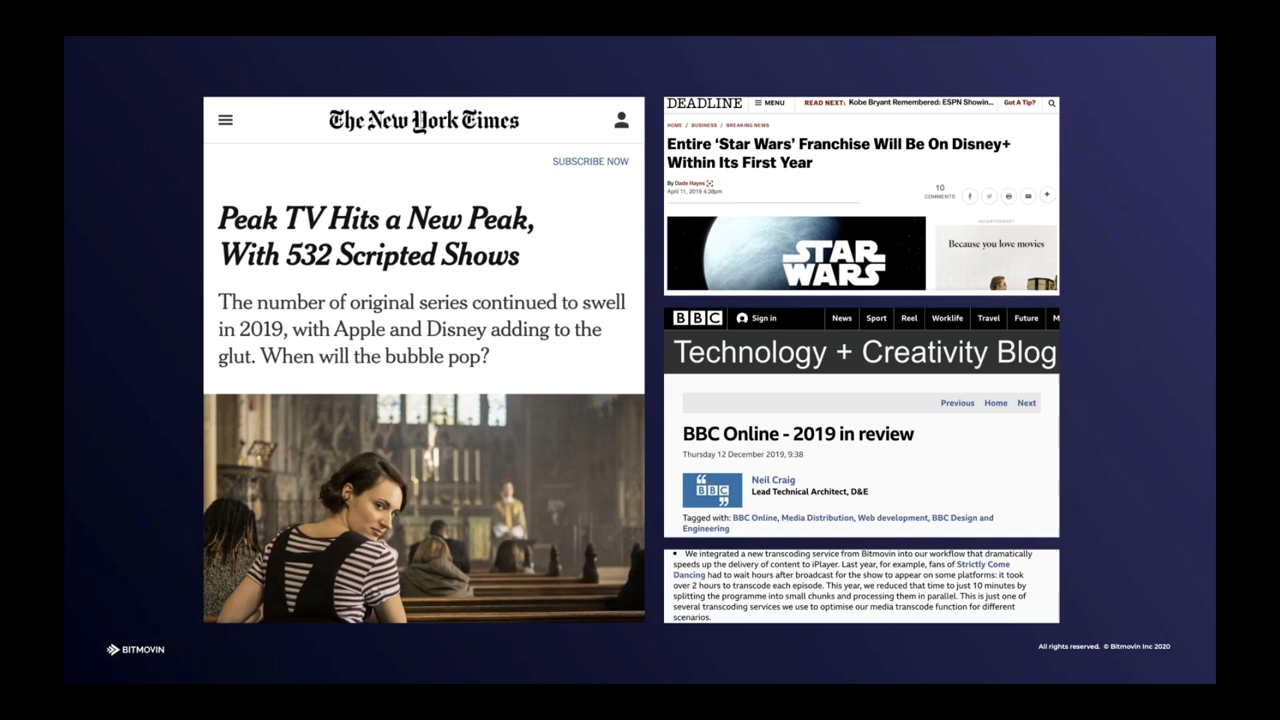 The New York Times
SUBSCRIBE NOW
Peak TV Hits a New Peak,
With 532 Scripted Shows
The number of original series continued to swell
in 2019, with Apple and Disney adding to the
glut. When will the bubble pop?
DEADLINE
MENU
READ NEXT: Kobe Bryant Remembered: ESPN Showin...
Got A Tip?
HOME / BUSINESS / BREAKING NEWS
Entire ‘Star Wars’ Franchise Will Be On Disney+
Within Its First Year
By Dade Hayes
April 11, 2019 4:38pm
10
COMMENTS
STAR
WARS
ADVERTISEMENT
Because you love movies
BBC
Sign in
News
Sport
Reel
Worklife
Travel
Future
M
Technology + Creativity Blog
Previous Home Next
BBC Online - 2019 in review
Thursday 12 December 2019, 9:38
BBC
Neil Craig
Lead Technical Architect, D&E
Tagged with: BBC Online, Media Distribution, Web development, BBC Design and
Engineering
▪ We integrated a new transcoding service from Bitmovin into our workflow that dramatically
speeds up the delivery of content to iPlayer. Last year, for example, fans of Strictly Come
Dancing had to wait hours after broadcast for the show to appear on some platforms: it took
over 2 hours to transcode each episode. This year, we reduced that time to just 10 minutes by
splitting the programme into small chunks and processing them in parallel. This is just one of
several transcoding services we use to optimise our media transcode function for different
scenarios.
BITMOVIN
All rights reserved. © Bitmovin Inc 2020